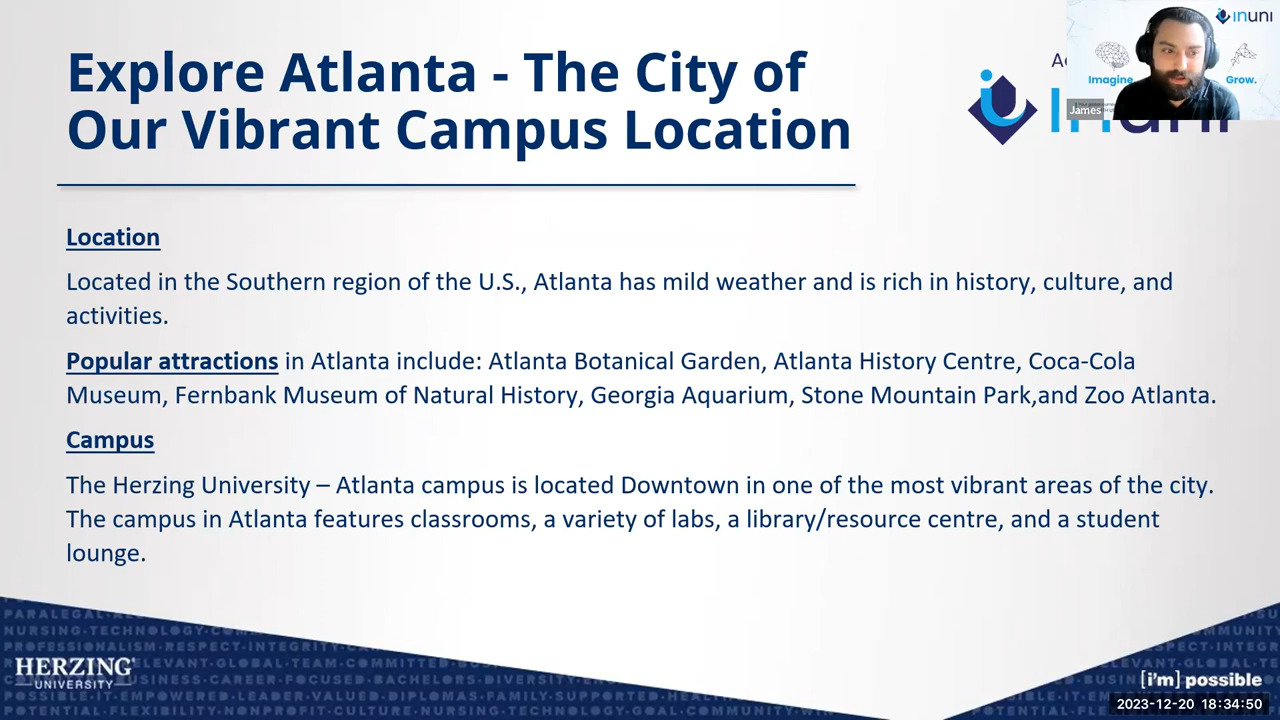 Explore Atlanta - The City of
Our Vibrant Campus Location
inuni
Imagine.
Grow.
James
Location
Located in the Southern region of the U.S., Atlanta has mild weather and is rich in history, culture, and
activities.
Popular attractions in Atlanta include: Atlanta Botanical Garden, Atlanta History Centre, Coca-Cola
Museum, Fernbank Museum of Natural History, Georgia Aquarium, Stone Mountain Park,and Zoo Atlanta.
Campus
The Herzing University – Atlanta campus is located Downtown in one of the most vibrant areas of the city.
The campus in Atlanta features classrooms, a variety of labs, a library/resource centre, and a student
lounge.
HERZING
UNIVERSITY
[i'm] possible
2023-12-20 18:34:50